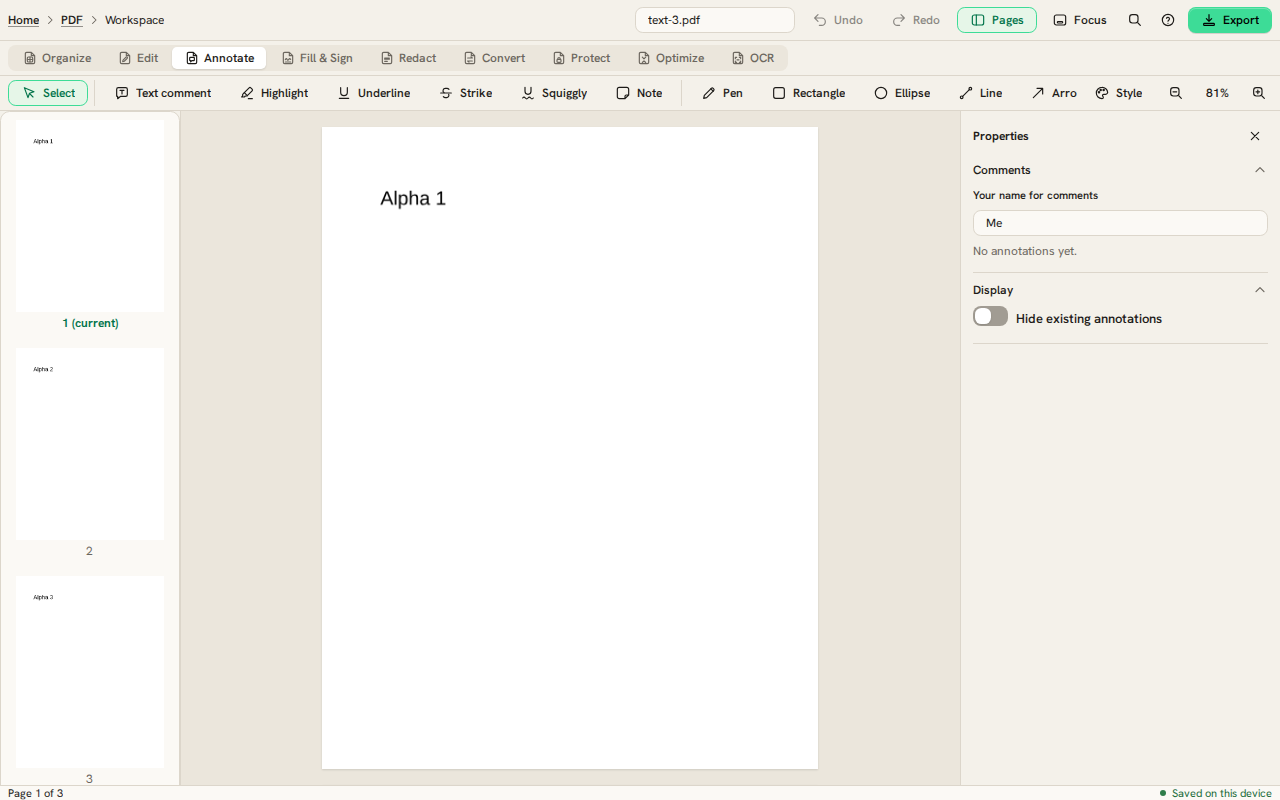 Home > PDF > Workspace
text-3.pdf
Undo
Redo
Pages
Focus
Export
Organize
Edit
Annotate
Fill & Sign
Redact
Convert
Protect
Optimize
OCR
Select
Text comment
Highlight
Underline
Strike
Squiggly
Note
Pen
Rectangle
Ellipse
Line
Arro
Style
81%
Alpha 1
1 (current)
Alpha 2
2
Alpha 3
3
Alpha 1
Properties
Comments
Your name for comments
Me
No annotations yet.
Display
Hide existing annotations
Page 1 of 3
Saved on this device